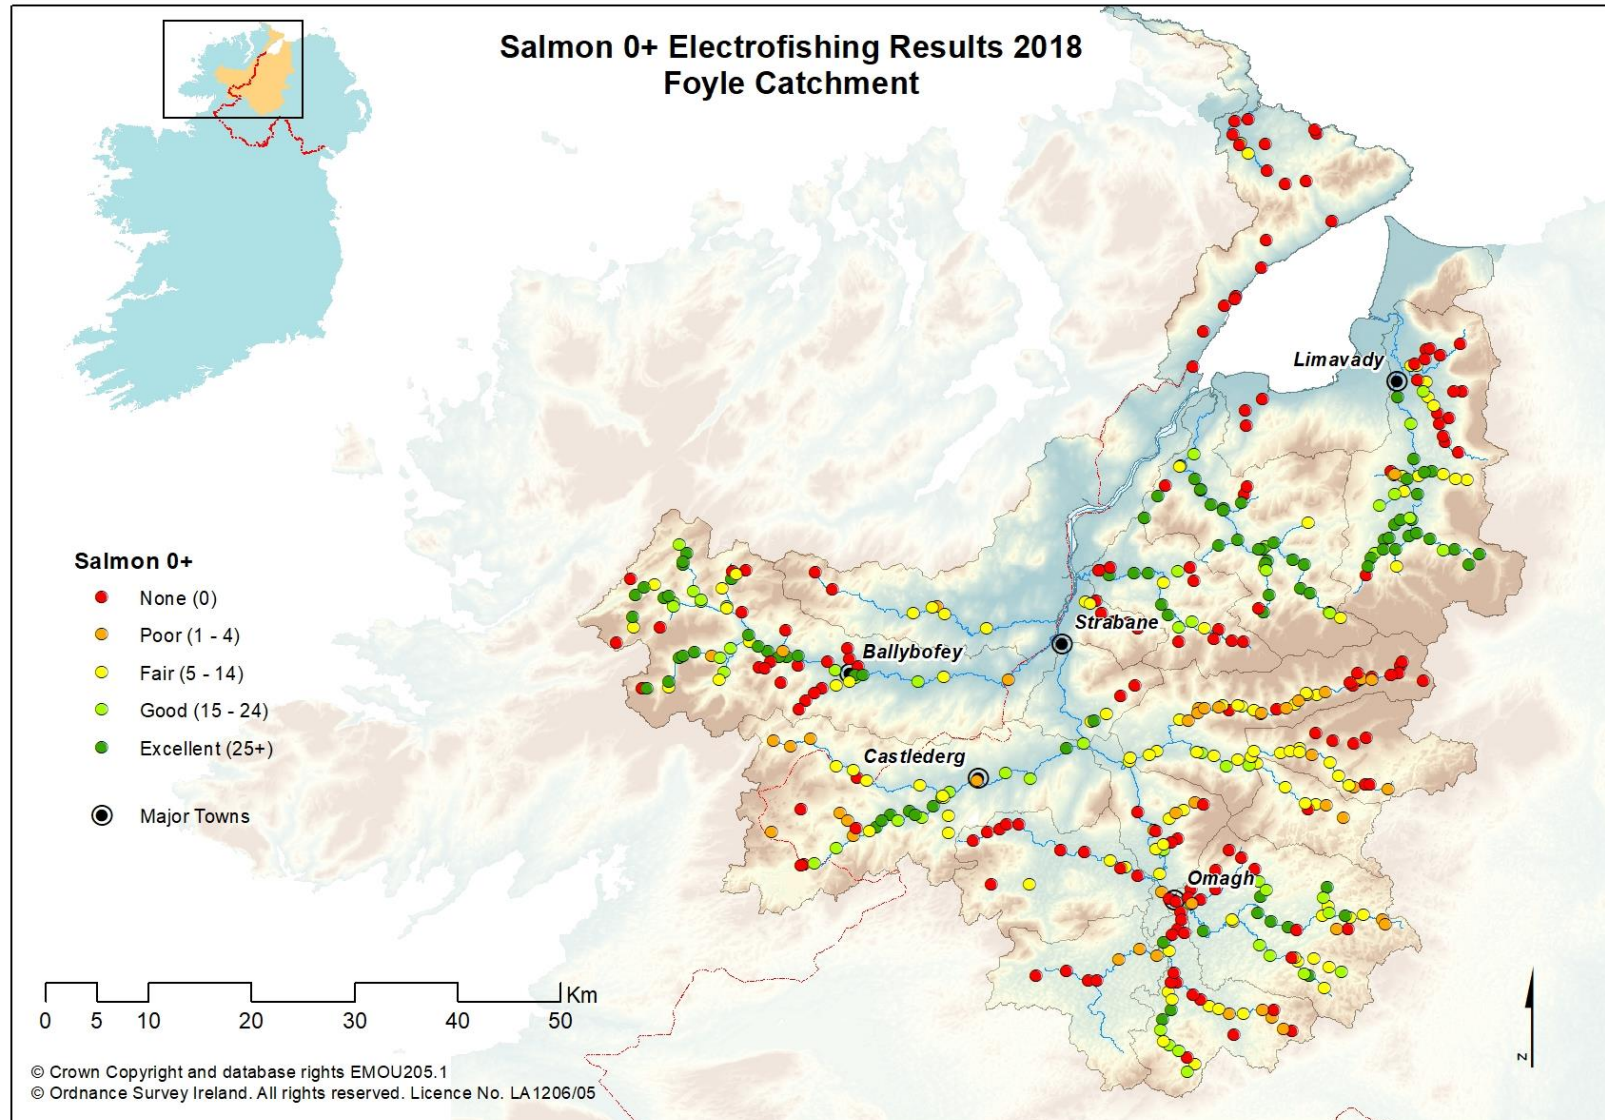 Salmon 0+ Electrofishing Results 2018
Foyle Catchment
Limavady
Strabane
Ballybofey
Castlederg
Omagh
Salmon 0+
None (0)
Poor (1 - 4)
Fair (5 - 14)
Good (15 - 24)
Excellent (25+)
Major Towns
Km
0 5 10 20 30 40 50
N
© Crown Copyright and database rights EMOU205.1
© Ordnance Survey Ireland. All rights reserved. Licence No. LA1206/05